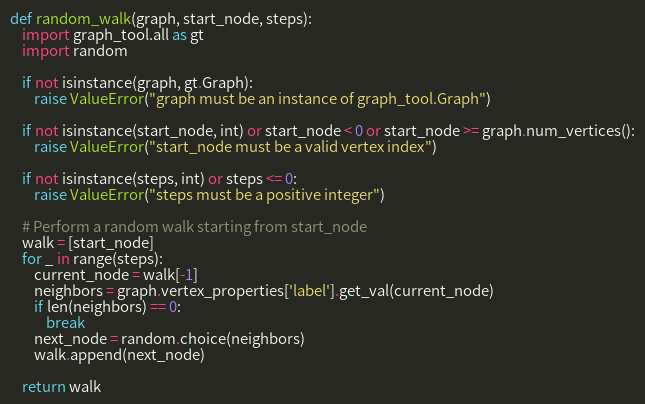 def random_walk(graph, start_node, steps):
    import graph_tool.all as gt
    import random

    if not isinstance(graph, gt.Graph):
        raise ValueError("graph must be an instance of graph_tool.Graph")

    if not isinstance(start_node, int) or start_node < 0 or start_node >= graph.num_vertices():
        raise ValueError("start_node must be a valid vertex index")

    if not isinstance(steps, int) or steps <= 0:
        raise ValueError("steps must be a positive integer")

    # Perform a random walk starting from start_node
    walk = [start_node]
    for _ in range(steps):
        current_node = walk[-1]
        neighbors = graph.vertex_properties['label'].get_val(current_node)
        if len(neighbors) == 0:
            break
        next_node = random.choice(neighbors)
        walk.append(next_node)

    return walk